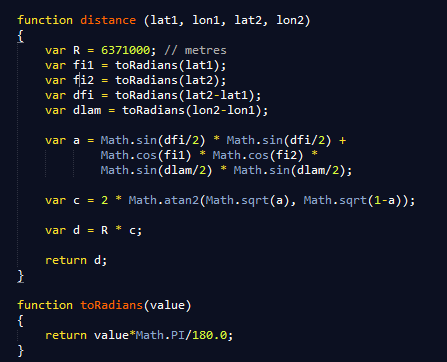 function distance (lat1, lon1, lat2, lon2)
{
    var R = 6371000; // metres
    var fi1 = toRadians(lat1);
    var fi2 = toRadians(lat2);
    var dfi = toRadians(lat2-lat1);
    var dlam = toRadians(lon2-lon1);

    var a = Math.sin(dfi/2) * Math.sin(dfi/2) +
            Math.cos(fi1) * Math.cos(fi2) *
            Math.sin(dlam/2) * Math.sin(dlam/2);

    var c = 2 * Math.atan2(Math.sqrt(a), Math.sqrt(1-a));

    var d = R * c;

    return d;
}

function toRadians(value)
{
    return value*Math.PI/180.0;
}